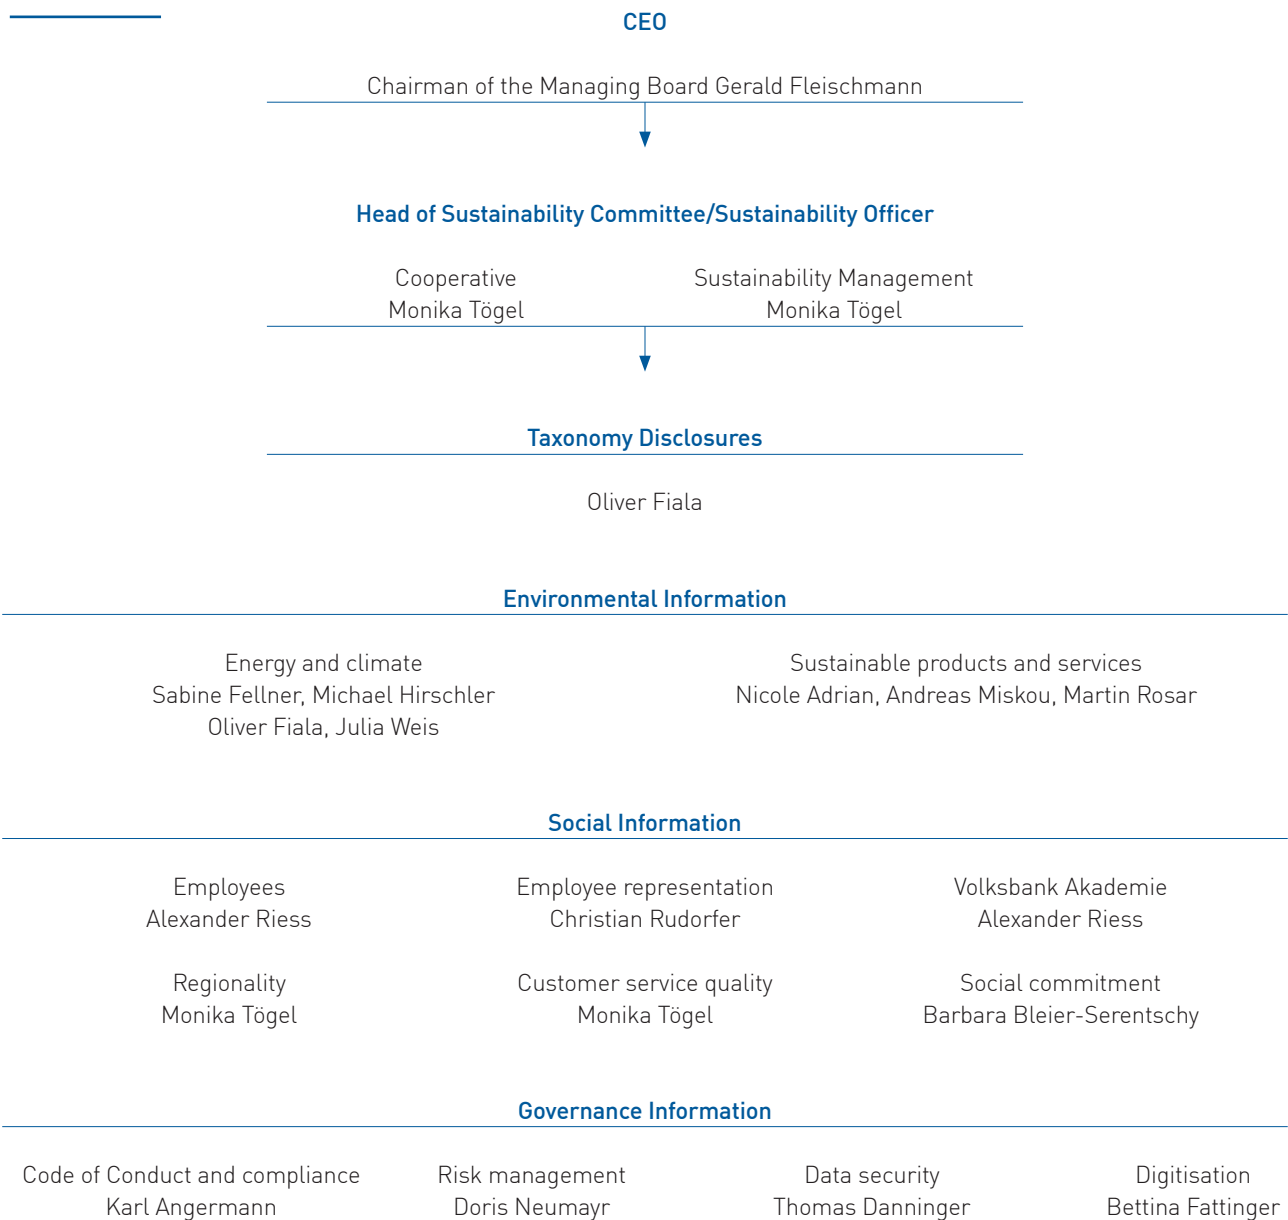 CEO
Chairman of the Managing Board Gerald Fleischmann
Head of Sustainability Committee/Sustainability Officer
Cooperative
Monika Tögel
Sustainability Management
Monika Tögel
Taxonomy Disclosures
Oliver Fiala
Environmental Information
Energy and climate
Sabine Fellner, Michael Hirschler
Oliver Fiala, Julia Weis
Sustainable products and services
Nicole Adrian, Andreas Miskou, Martin Rosar
Social Information
Employees
Alexander Riess
Employee representation
Christian Rudorfer
Volksbank Akademie
Alexander Riess
Regionality
Monika Tögel
Customer service quality
Monika Tögel
Social commitment
Barbara Bleier-Serentschy
Governance Information
Code of Conduct and compliance
Karl Angermann
Risk management
Doris Neumayr
Data security
Thomas Danninger
Digitisation
Bettina Fattinger